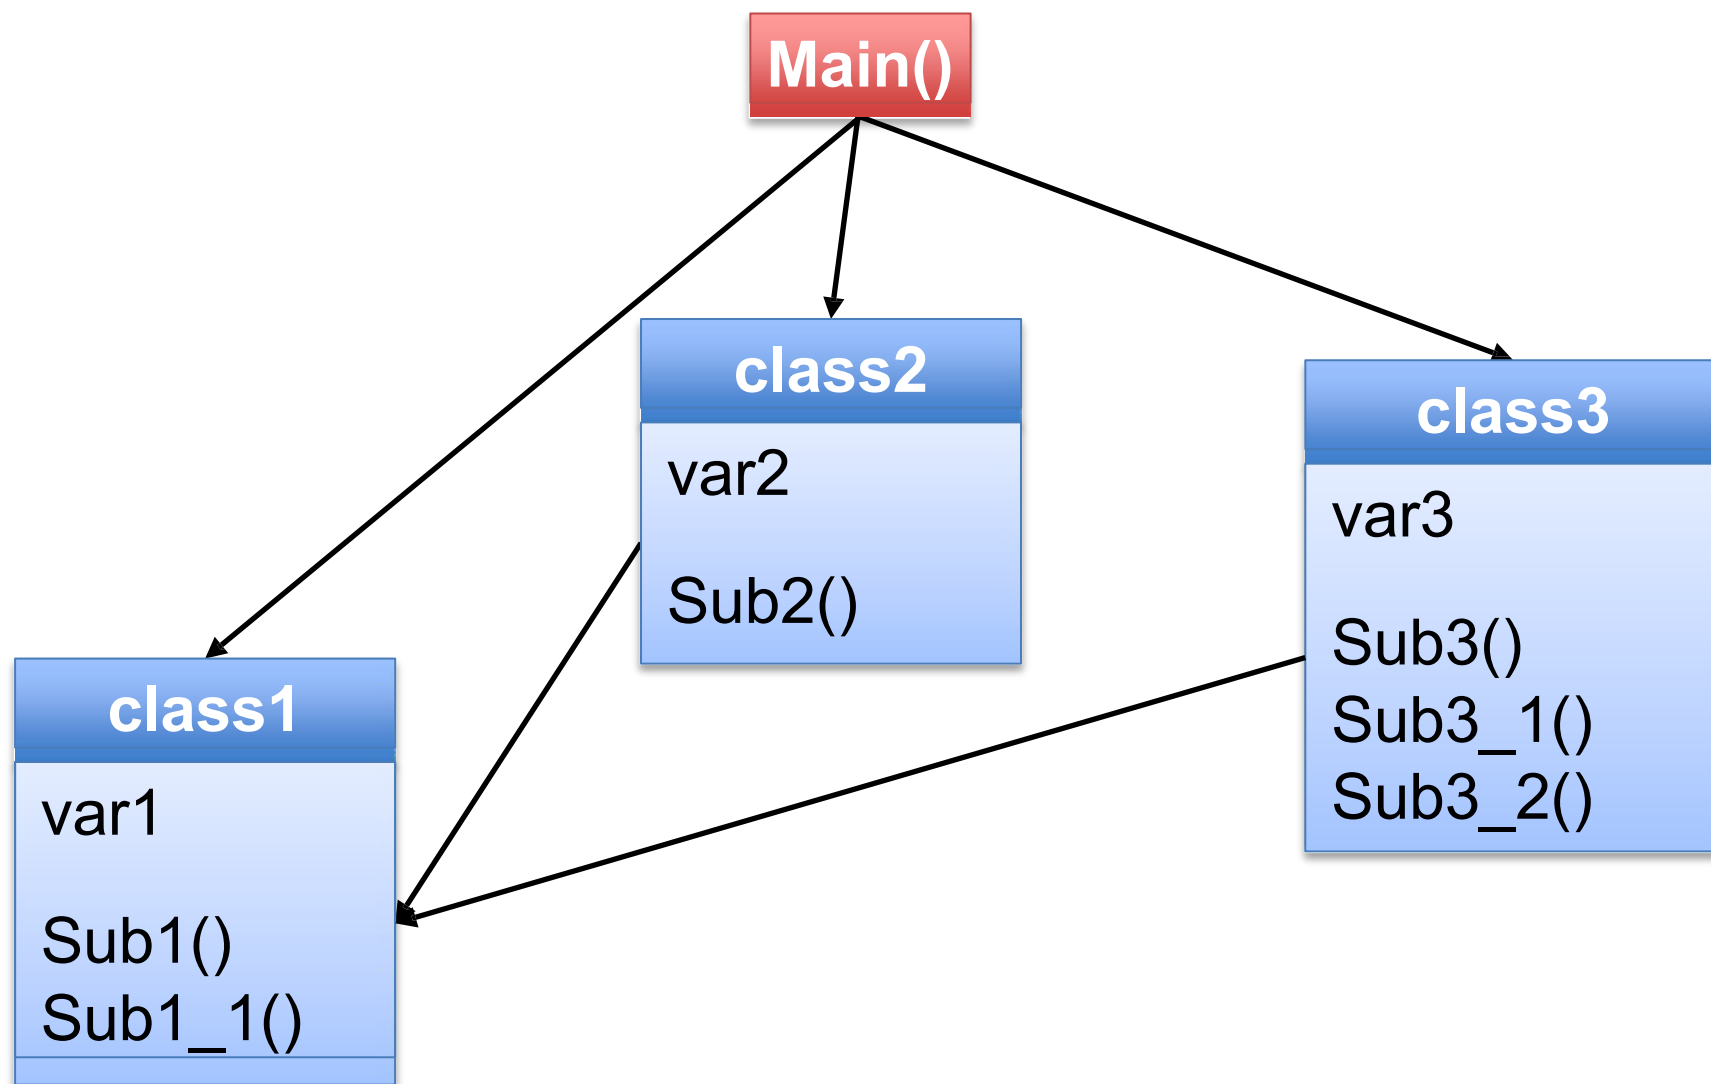 Main()
class2
var2
Sub2()
class3
var3
Sub3()
Sub3_1()
Sub3_2()
class1
var1
Sub1()
Sub1_1()